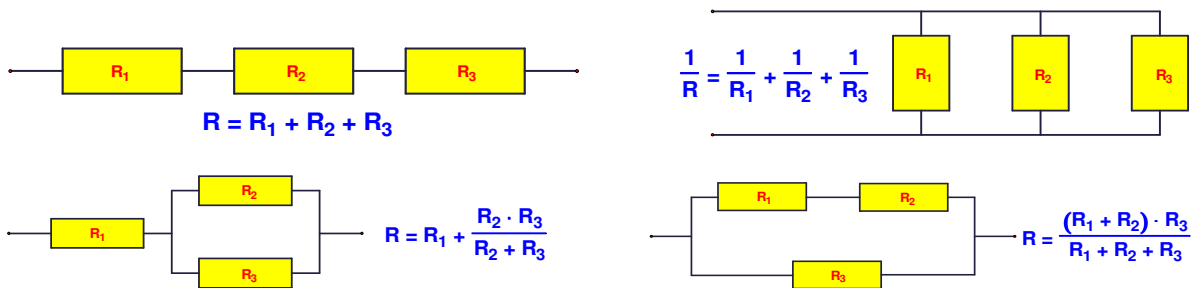 R₁ R₂ R₃
R = R₁ + R₂ + R₃
1/R = 1/R₁ + 1/R₂ + 1/R₃
R₁ R₂ R₃
R₁ R₂ R₃
R = R₁ + (R₂ · R₃)/(R₂ + R₃)
R₁ R₂ R₃
R = ((R₁ + R₂) · R₃)/(R₁ + R₂ + R₃)